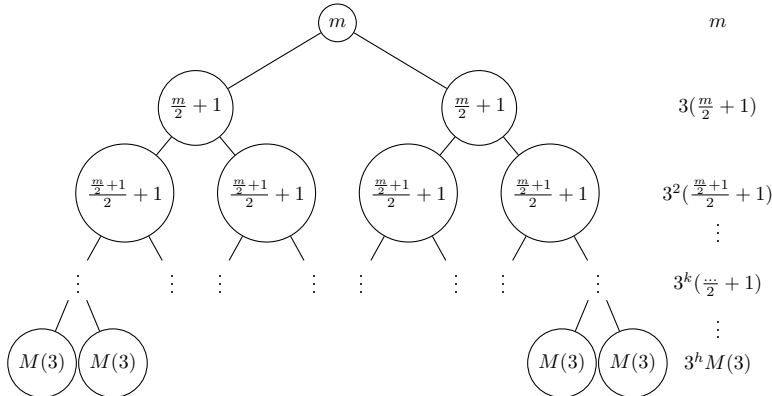 m m
m/2 + 1 m/2 + 1 3(m/2 + 1)
(m/2 + 1)/2 + 1 (m/2 + 1)/2 + 1 (m/2 + 1)/2 + 1 (m/2 + 1)/2 + 1 3^2((m/2 + 1)/2 + 1)
⋮
⋮ ⋮ ⋮ ⋮ ⋮ ⋮ ⋮ ⋮ 3^k(.../2 + 1)
⋮
M(3) M(3) M(3) M(3) 3^h M(3)